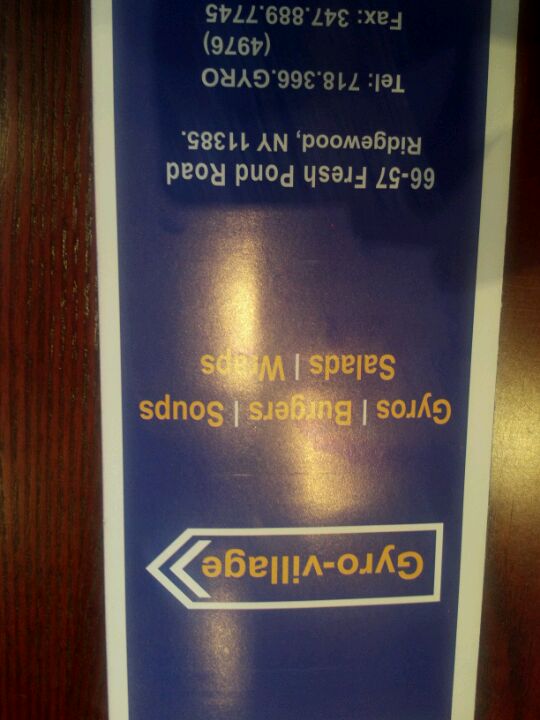 Gyro-village
Gyros | Burgers | Soups
Salads | Wraps
66-57 Fresh Pond Road
Ridgewood, NY 11385.
Tel: 718.366.GYRO
(4976)
Fax: 347.889.7745